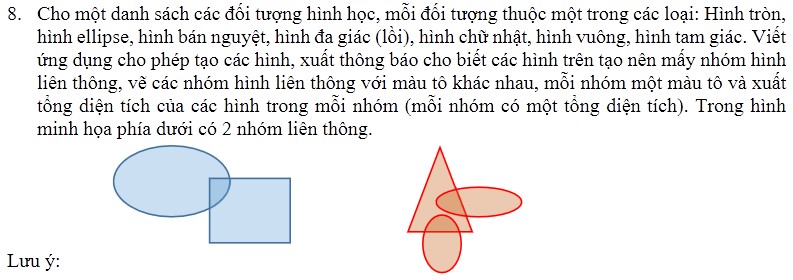 8. Cho một danh sách các đối tượng hình học, mỗi đối tượng thuộc một trong các loại: Hình tròn,
hình ellipse, hình bán nguyệt, hình đa giác (lồi), hình chữ nhật, hình vuông, hình tam giác. Viết
ứng dụng cho phép tạo các hình, xuất thông báo cho biết các hình trên tạo nên mấy nhóm hình
liên thông, vẽ các nhóm hình liên thông với màu tô khác nhau, mỗi nhóm một màu tô và xuất
tổng diện tích của các hình trong mỗi nhóm (mỗi nhóm có một tổng diện tích). Trong hình
minh họa phía dưới có 2 nhóm liên thông.
Lưu ý: